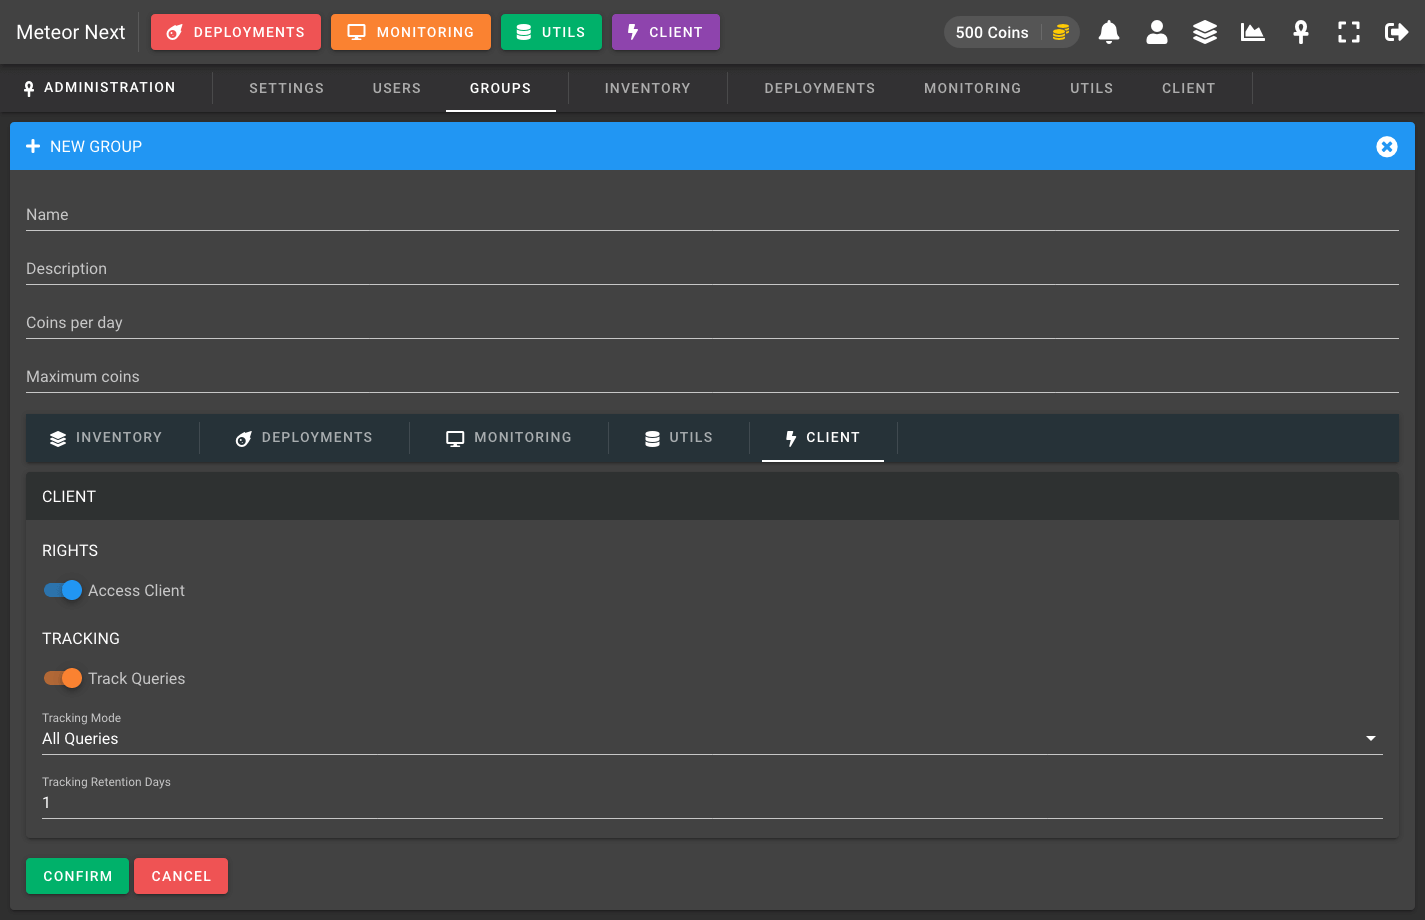 Meteor Next DEPLOYMENTS MONITORING UTILS CLIENT 500 Coins
ADMINISTRATION SETTINGS USERS GROUPS INVENTORY DEPLOYMENTS MONITORING UTILS CLIENT
NEW GROUP
Name
Description
Coins per day
Maximum coins
INVENTORY DEPLOYMENTS MONITORING UTILS CLIENT
CLIENT
RIGHTS
Access Client
TRACKING
Track Queries
Tracking Mode
All Queries
Tracking Retention Days
1
CONFIRM CANCEL